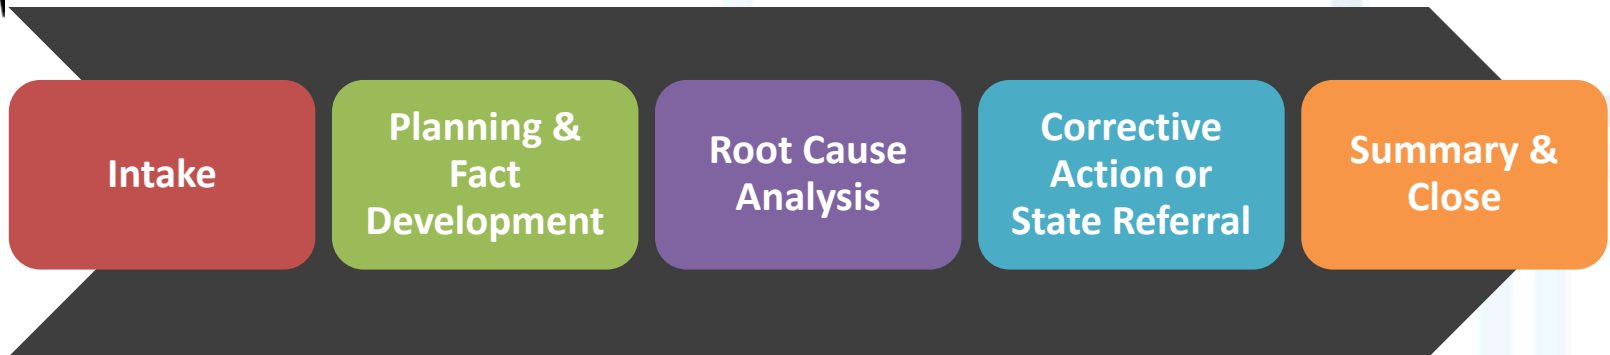 Intake
Planning &
Fact
Development
Root Cause
Analysis
Corrective
Action or
State Referral
Summary &
Close